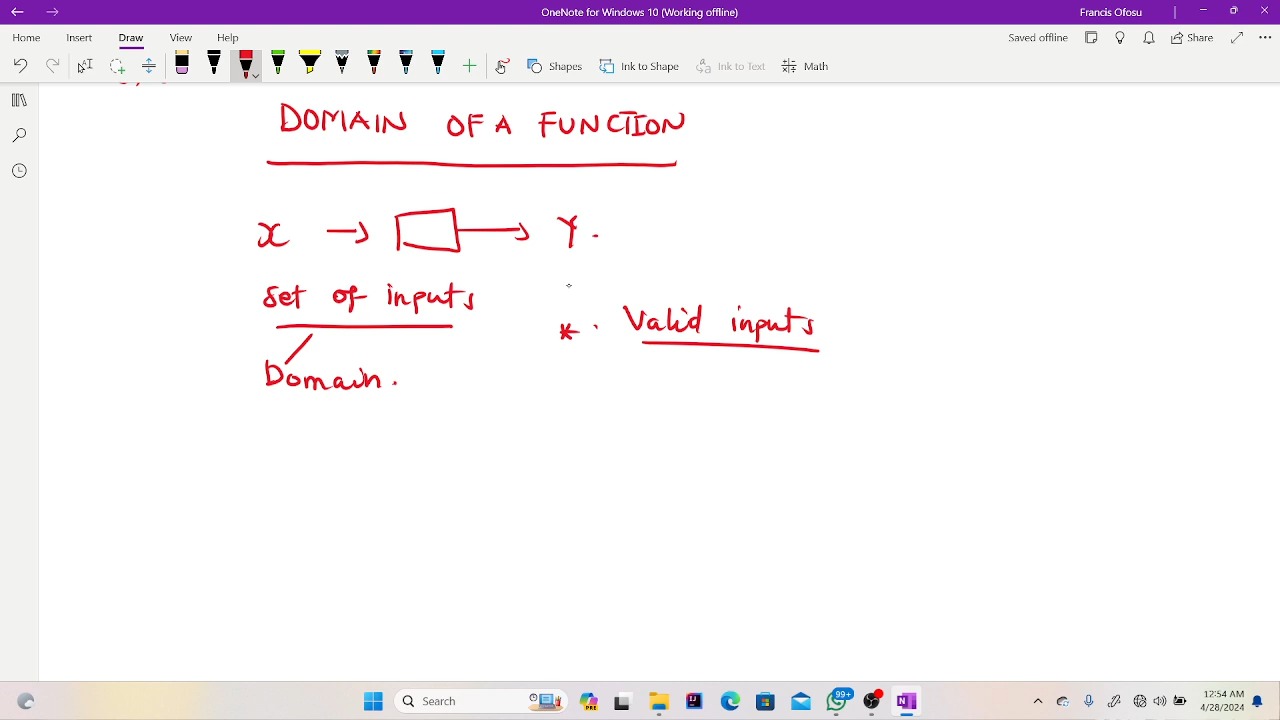 OneNote for Windows 10 (Working offline)
Francis Ofosu
Home Insert Draw View Help
Saved offline
Share
Ink to Shape
Ink to Text
Shapes
Math
DOMAIN OF A FUNCTION
x → → Y.
Set of inputs
* . Valid inputs
Domain.
Search
PRE
99+
12:54 AM
4/28/2024